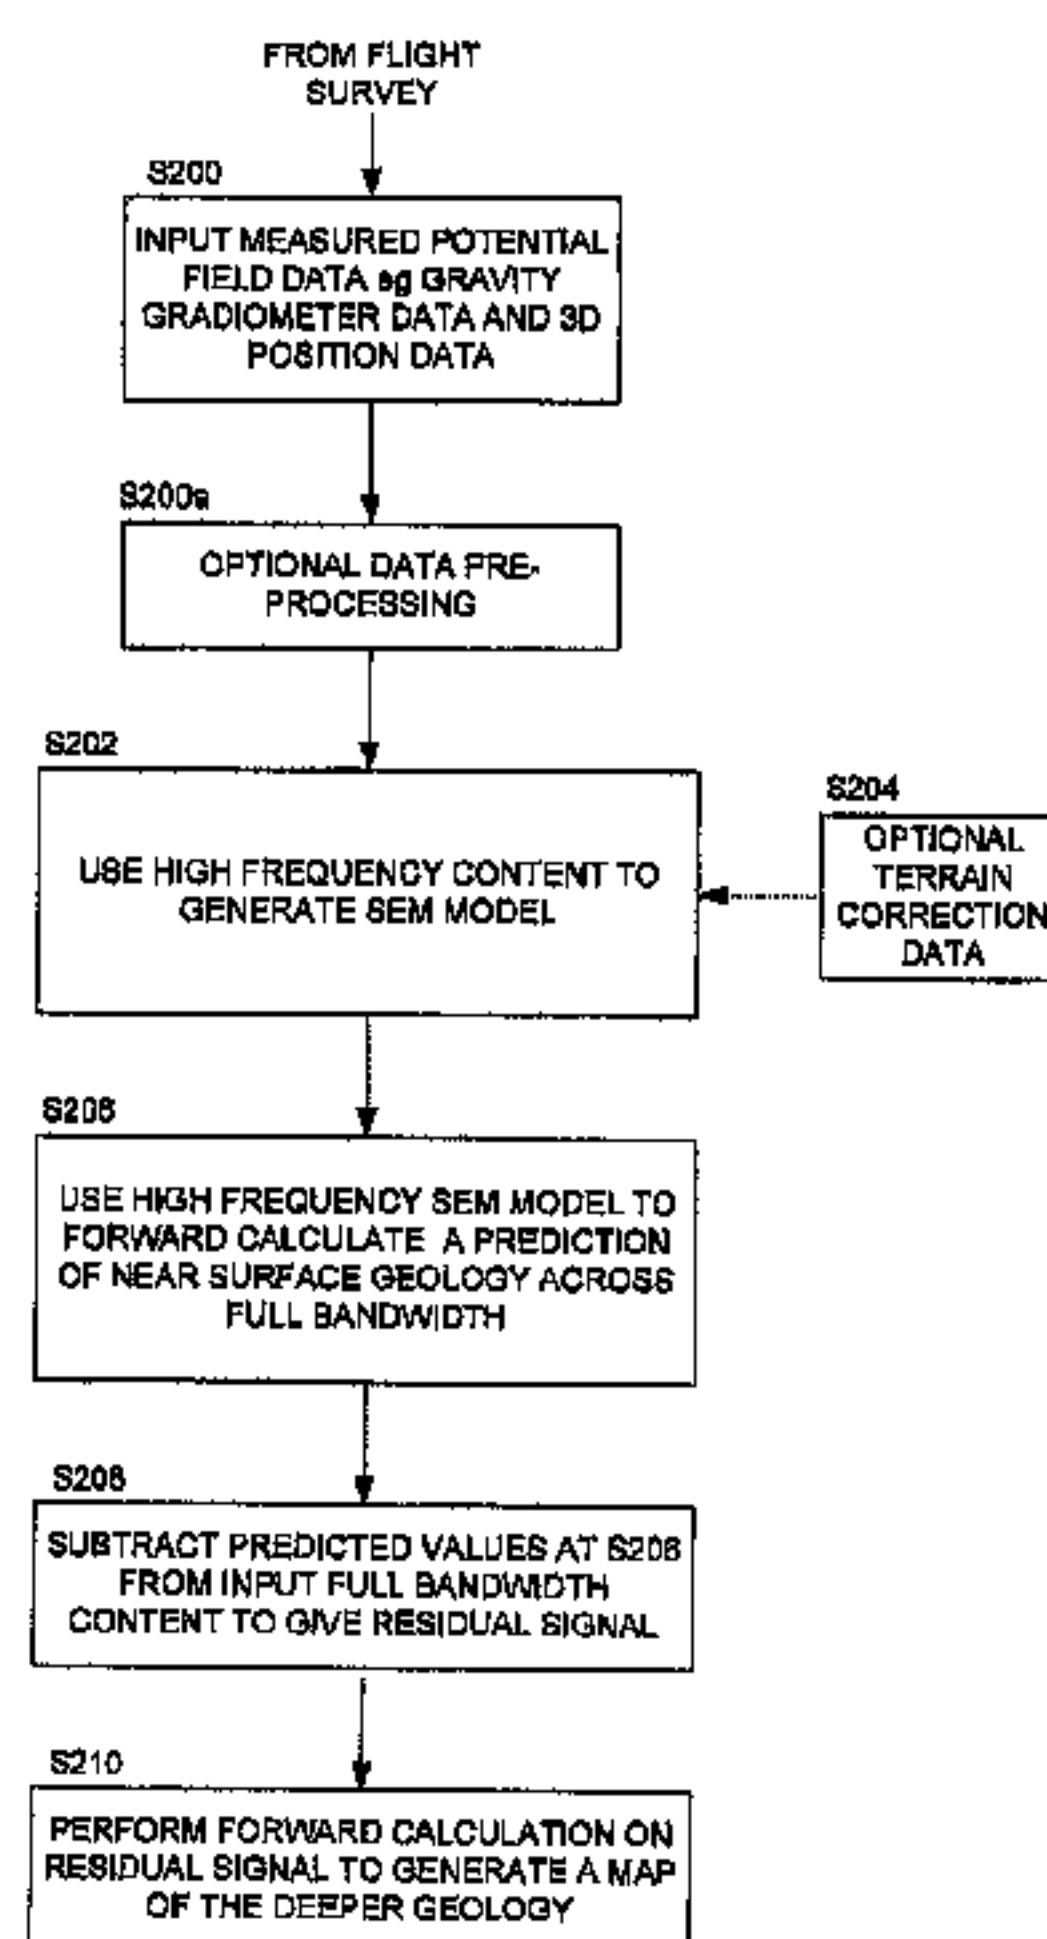 FROM FLIGHT
SURVEY
S200
INPUT MEASURED POTENTIAL
FIELD DATA eg GRAVITY
GRADIOMETER DATA AND 3D
POSITION DATA
S200a
OPTIONAL DATA PRE-
PROCESSING
S202
USE HIGH FREQUENCY CONTENT TO
GENERATE SEM MODEL
S204
OPTIONAL
TERRAIN
CORRECTION
DATA
S206
USE HIGH FREQUENCY SEM MODEL TO
FORWARD CALCULATE A PREDICTION
OF NEAR SURFACE GEOLOGY ACROSS
FULL BANDWIDTH
S208
SUBTRACT PREDICTED VALUES AT S206
FROM INPUT FULL BANDWIDTH
CONTENT TO GIVE RESIDUAL SIGNAL
S210
PERFORM FORWARD CALCULATION ON
RESIDUAL SIGNAL TO GENERATE A MAP
OF THE DEEPER GEOLOGY